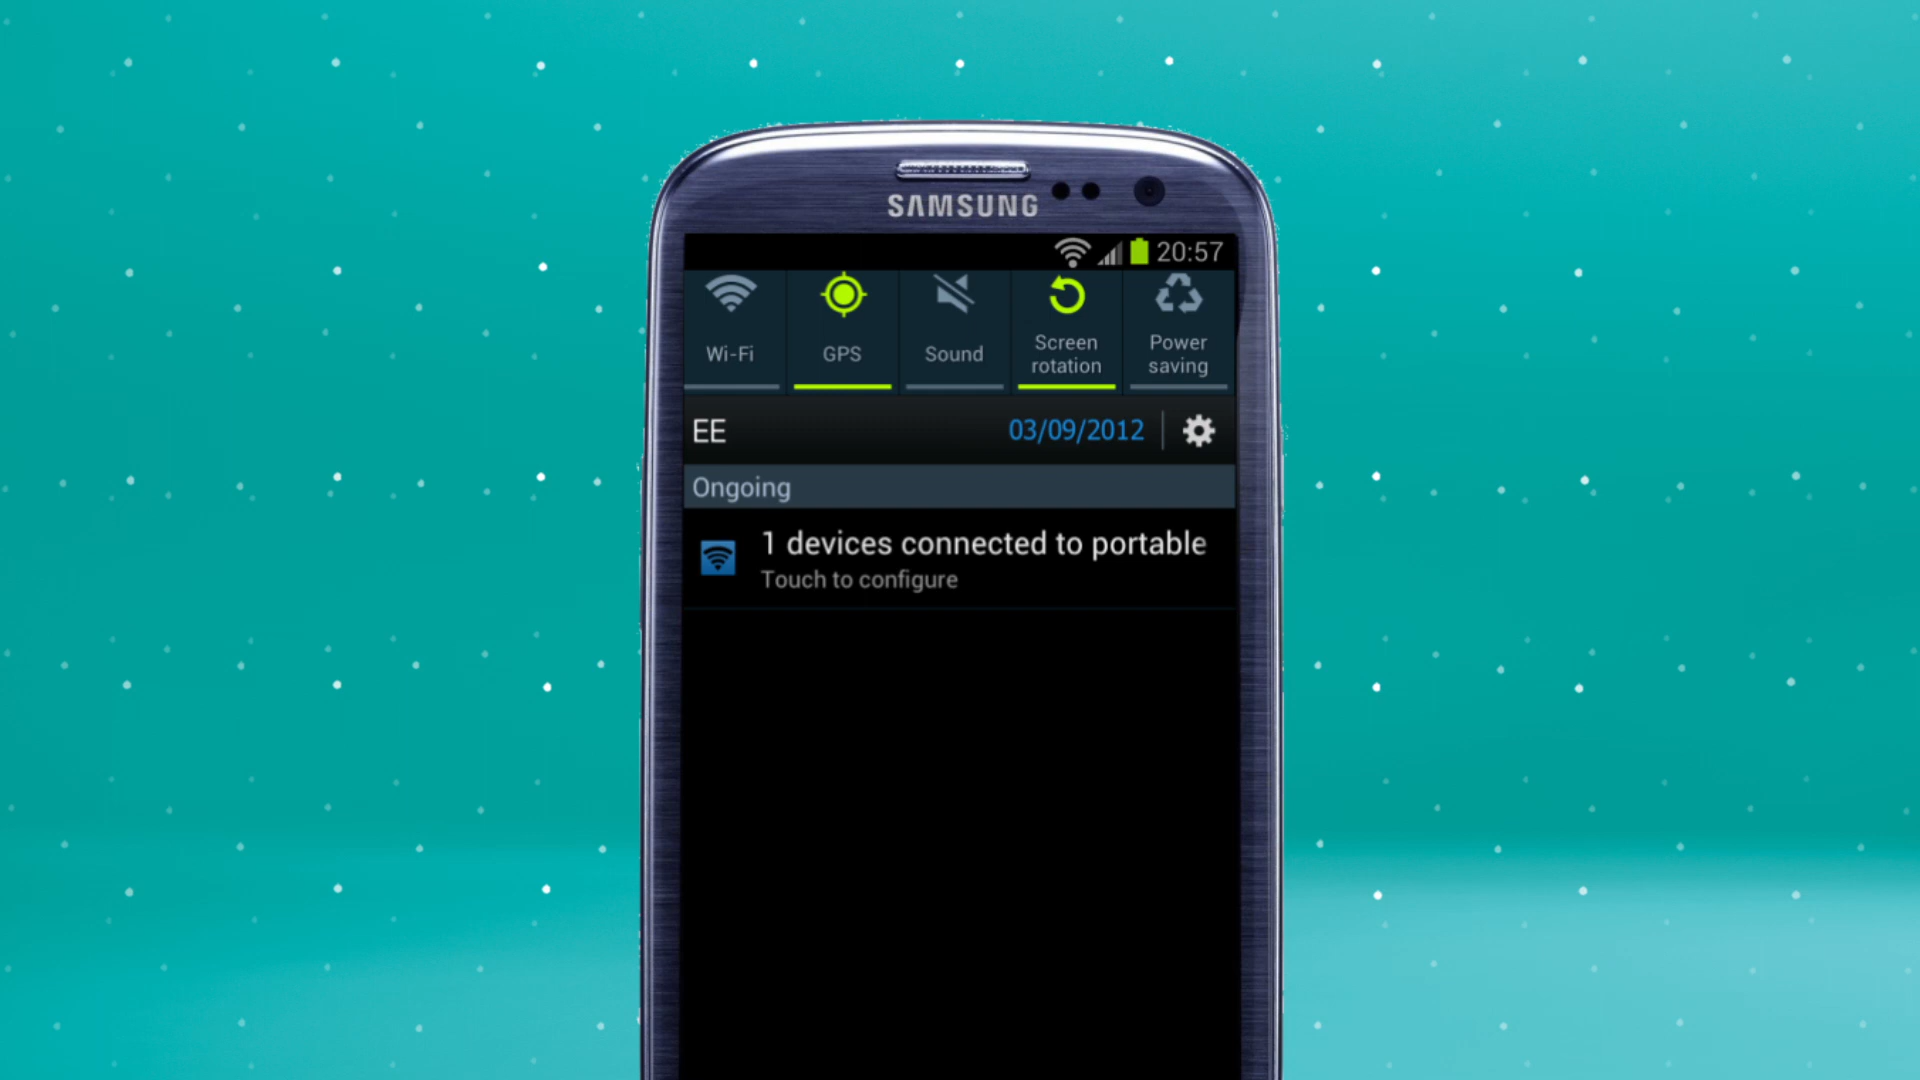 SAMSUNG
20:57
Wi-Fi
GPS
Sound
Screen
rotation
Power
saving
EE
03/09/2012
Ongoing
1 devices connected to portable
Touch to configure